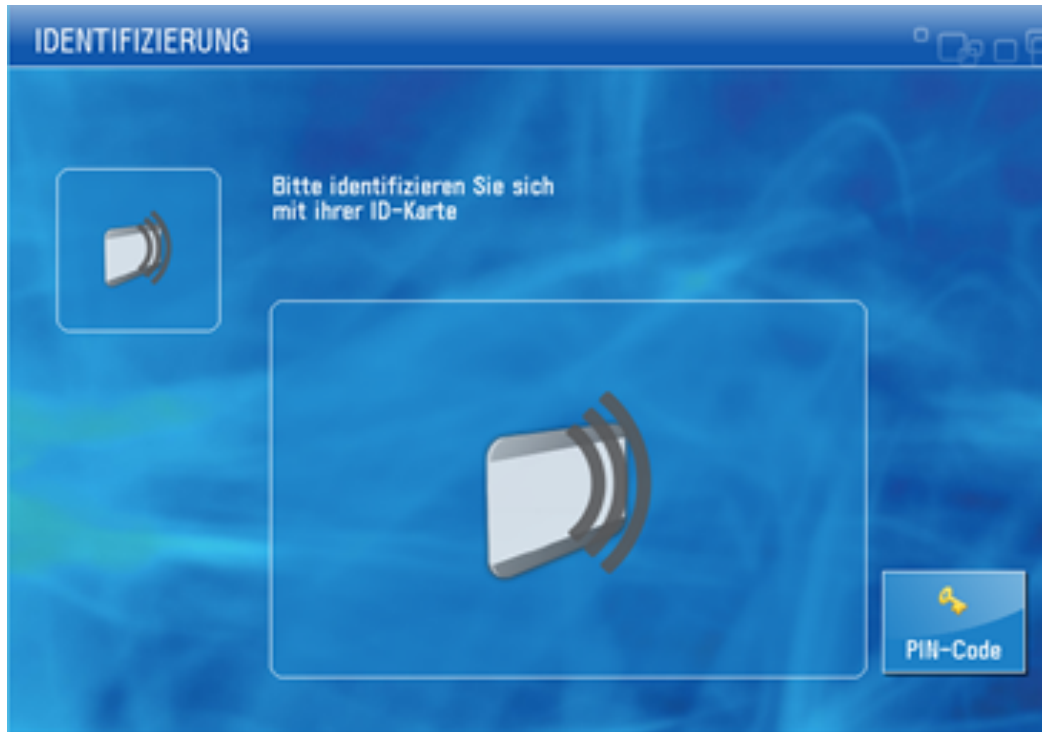 IDENTIFIZIERUNG
Bitte identifizieren Sie sich
mit ihrer ID-Karte
PIN-Code